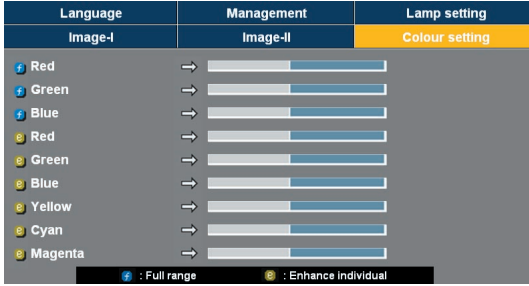 Language Management Lamp setting
Image-I Image-II Colour setting
f Red
f Green
f Blue
e Red
e Green
e Blue
e Yellow
e Cyan
e Magenta
f : Full range e : Enhance individual